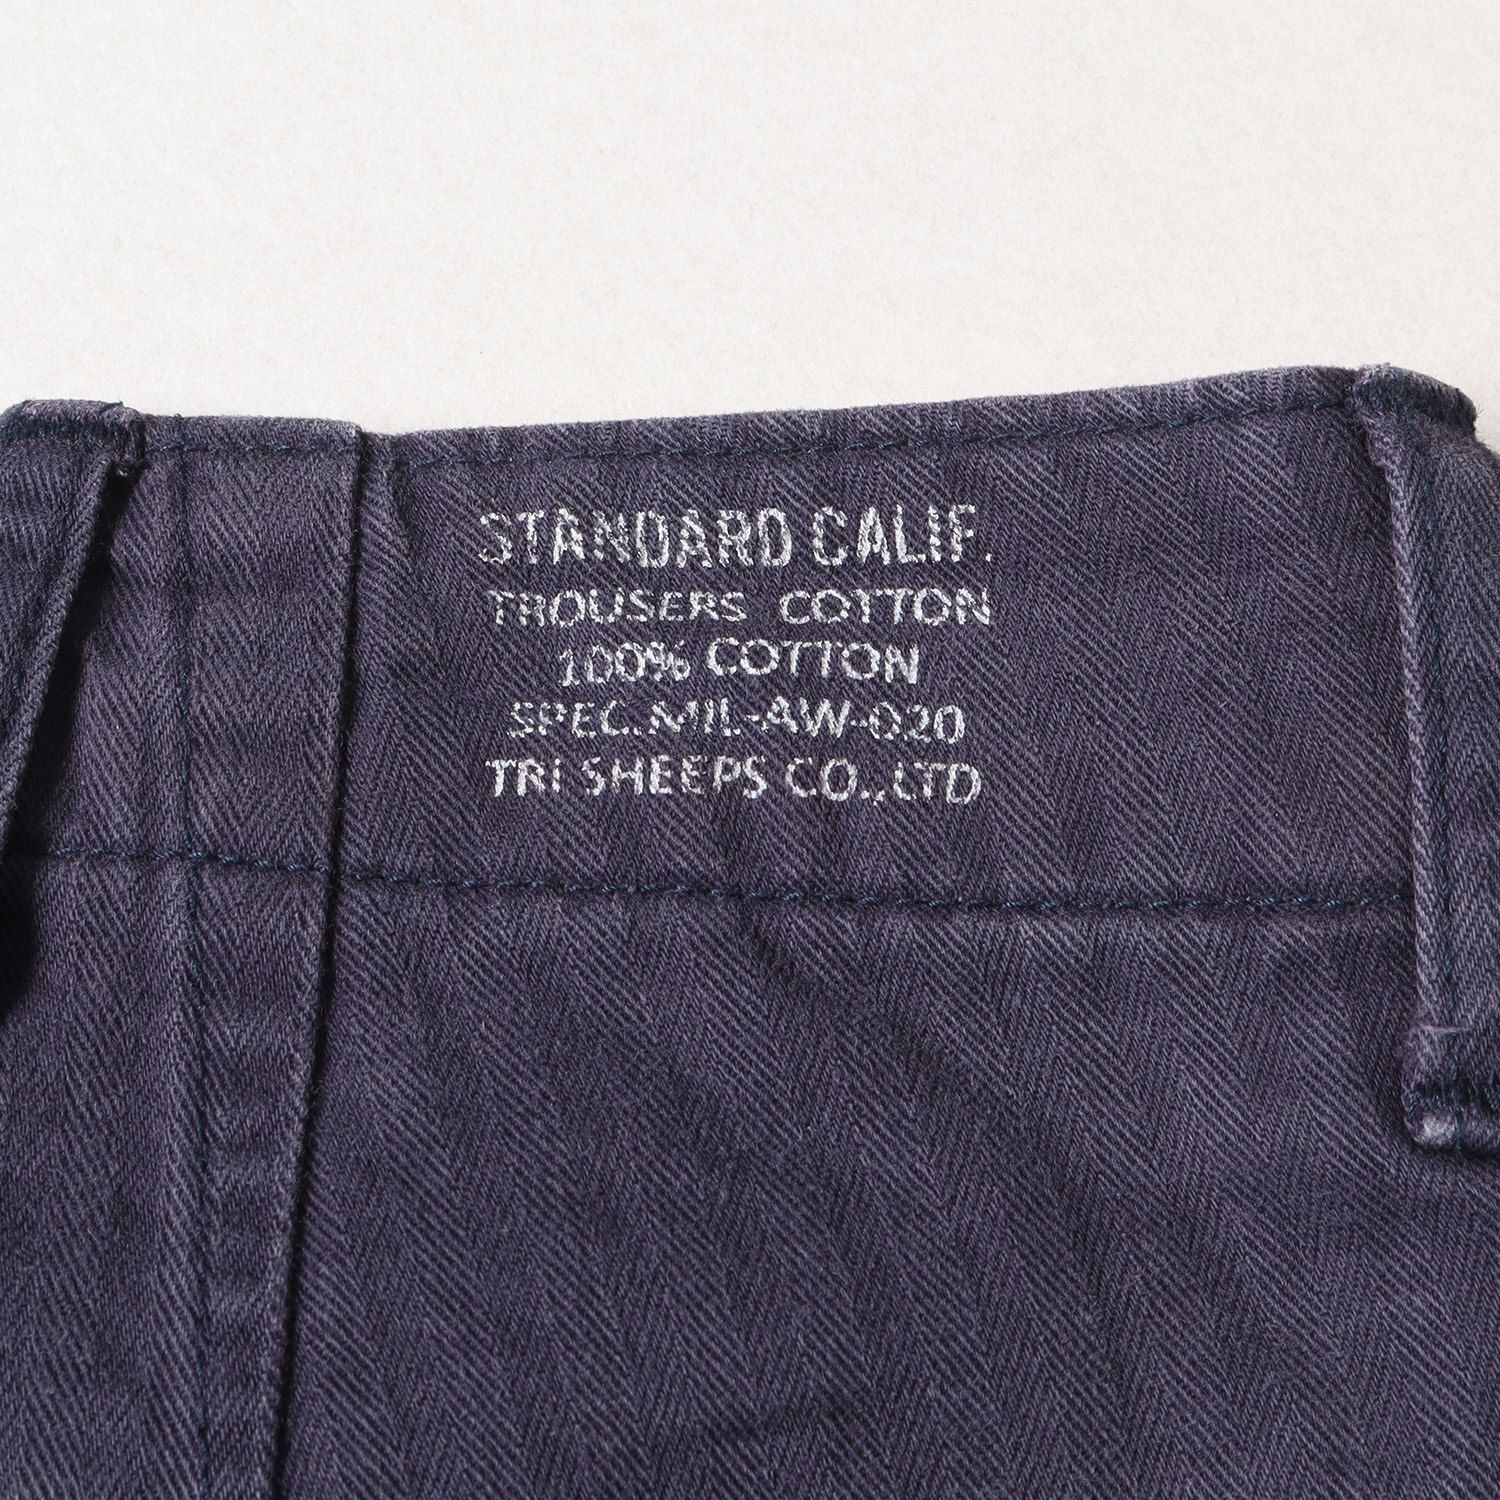 STANDARD CALIF.
TROUSERS COTTON
100% COTTON
SPEC.MIL-AW-020
TRI SHEEPS CO.,LTD